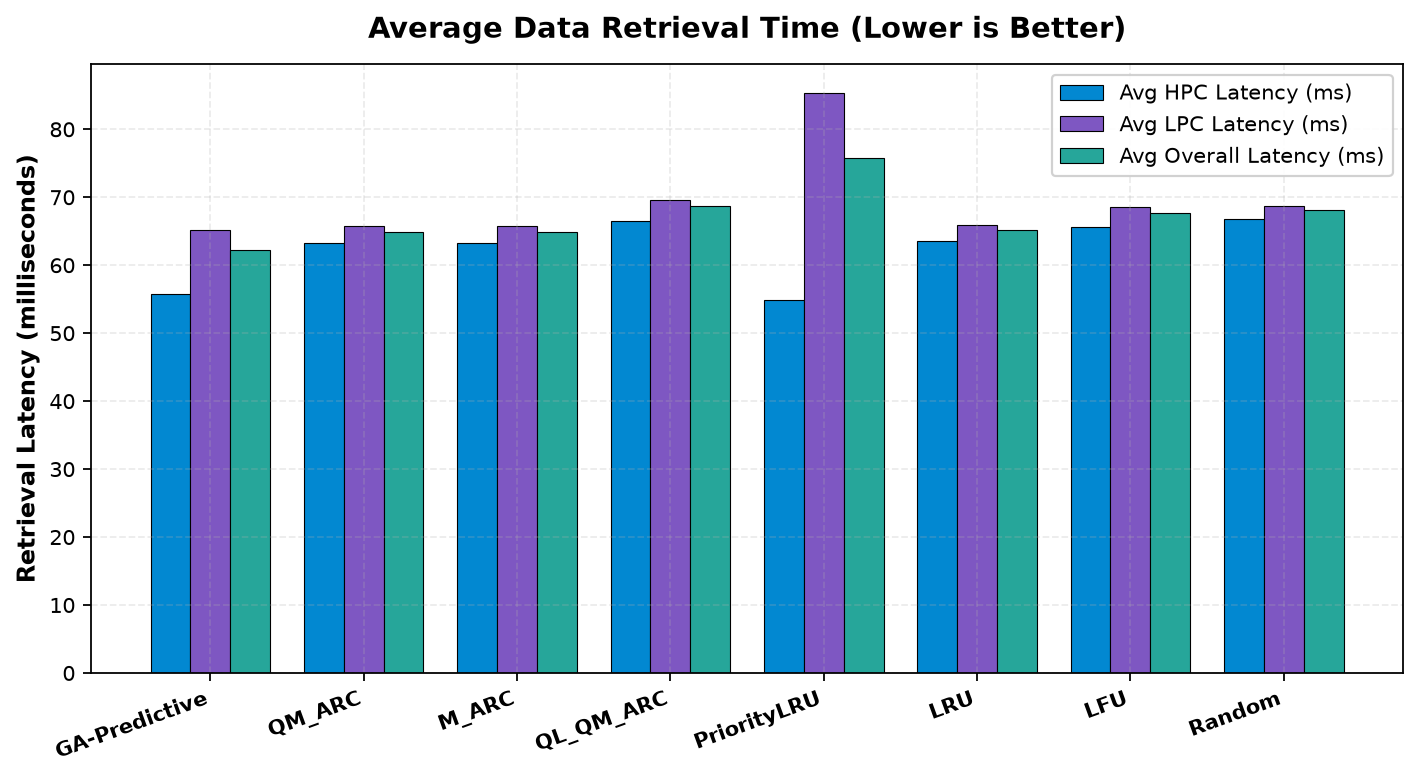 Average Data Retrieval Time (Lower is Better)
Avg HPC Latency (ms)
Avg LPC Latency (ms)
Avg Overall Latency (ms)
Retrieval Latency (milliseconds)
80
70
60
50
40
30
20
10
0
GA-Predictive
QM_ARC
M_ARC
QL_QM_ARC
PriorityLRU
LRU
LFU
Random